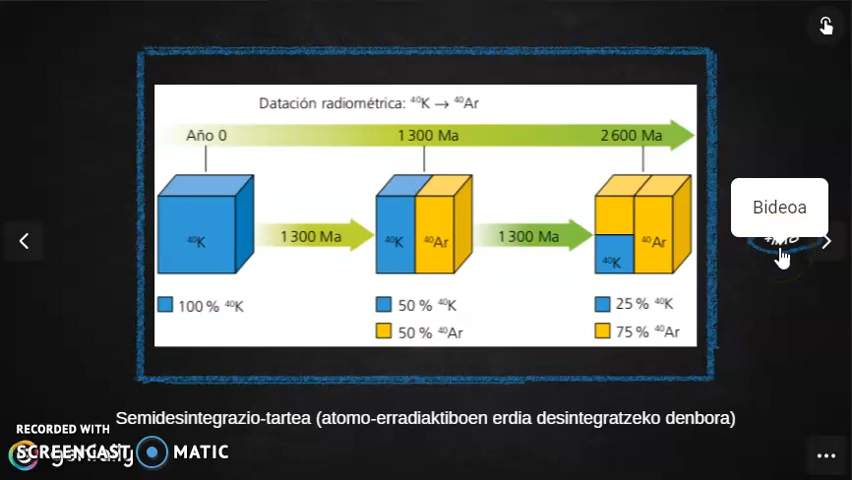 Datación radiométrica: ⁴⁰K → ⁴⁰Ar
Año 0 1 300 Ma 2 600 Ma
Bideoa
⁴⁰K 1 300 Ma ⁴⁰K ⁴⁰Ar 1 300 Ma ⁴⁰K ⁴⁰Ar
100 % ⁴⁰K 50 % ⁴⁰K 25 % ⁴⁰K
50 % ⁴⁰Ar 75 % ⁴⁰Ar
Semidesintegrazio-tartea (atomo-erradiaktiboen erdia desintegratzeko denbora)
RECORDED WITH
SCREENCAST MATIC
genially